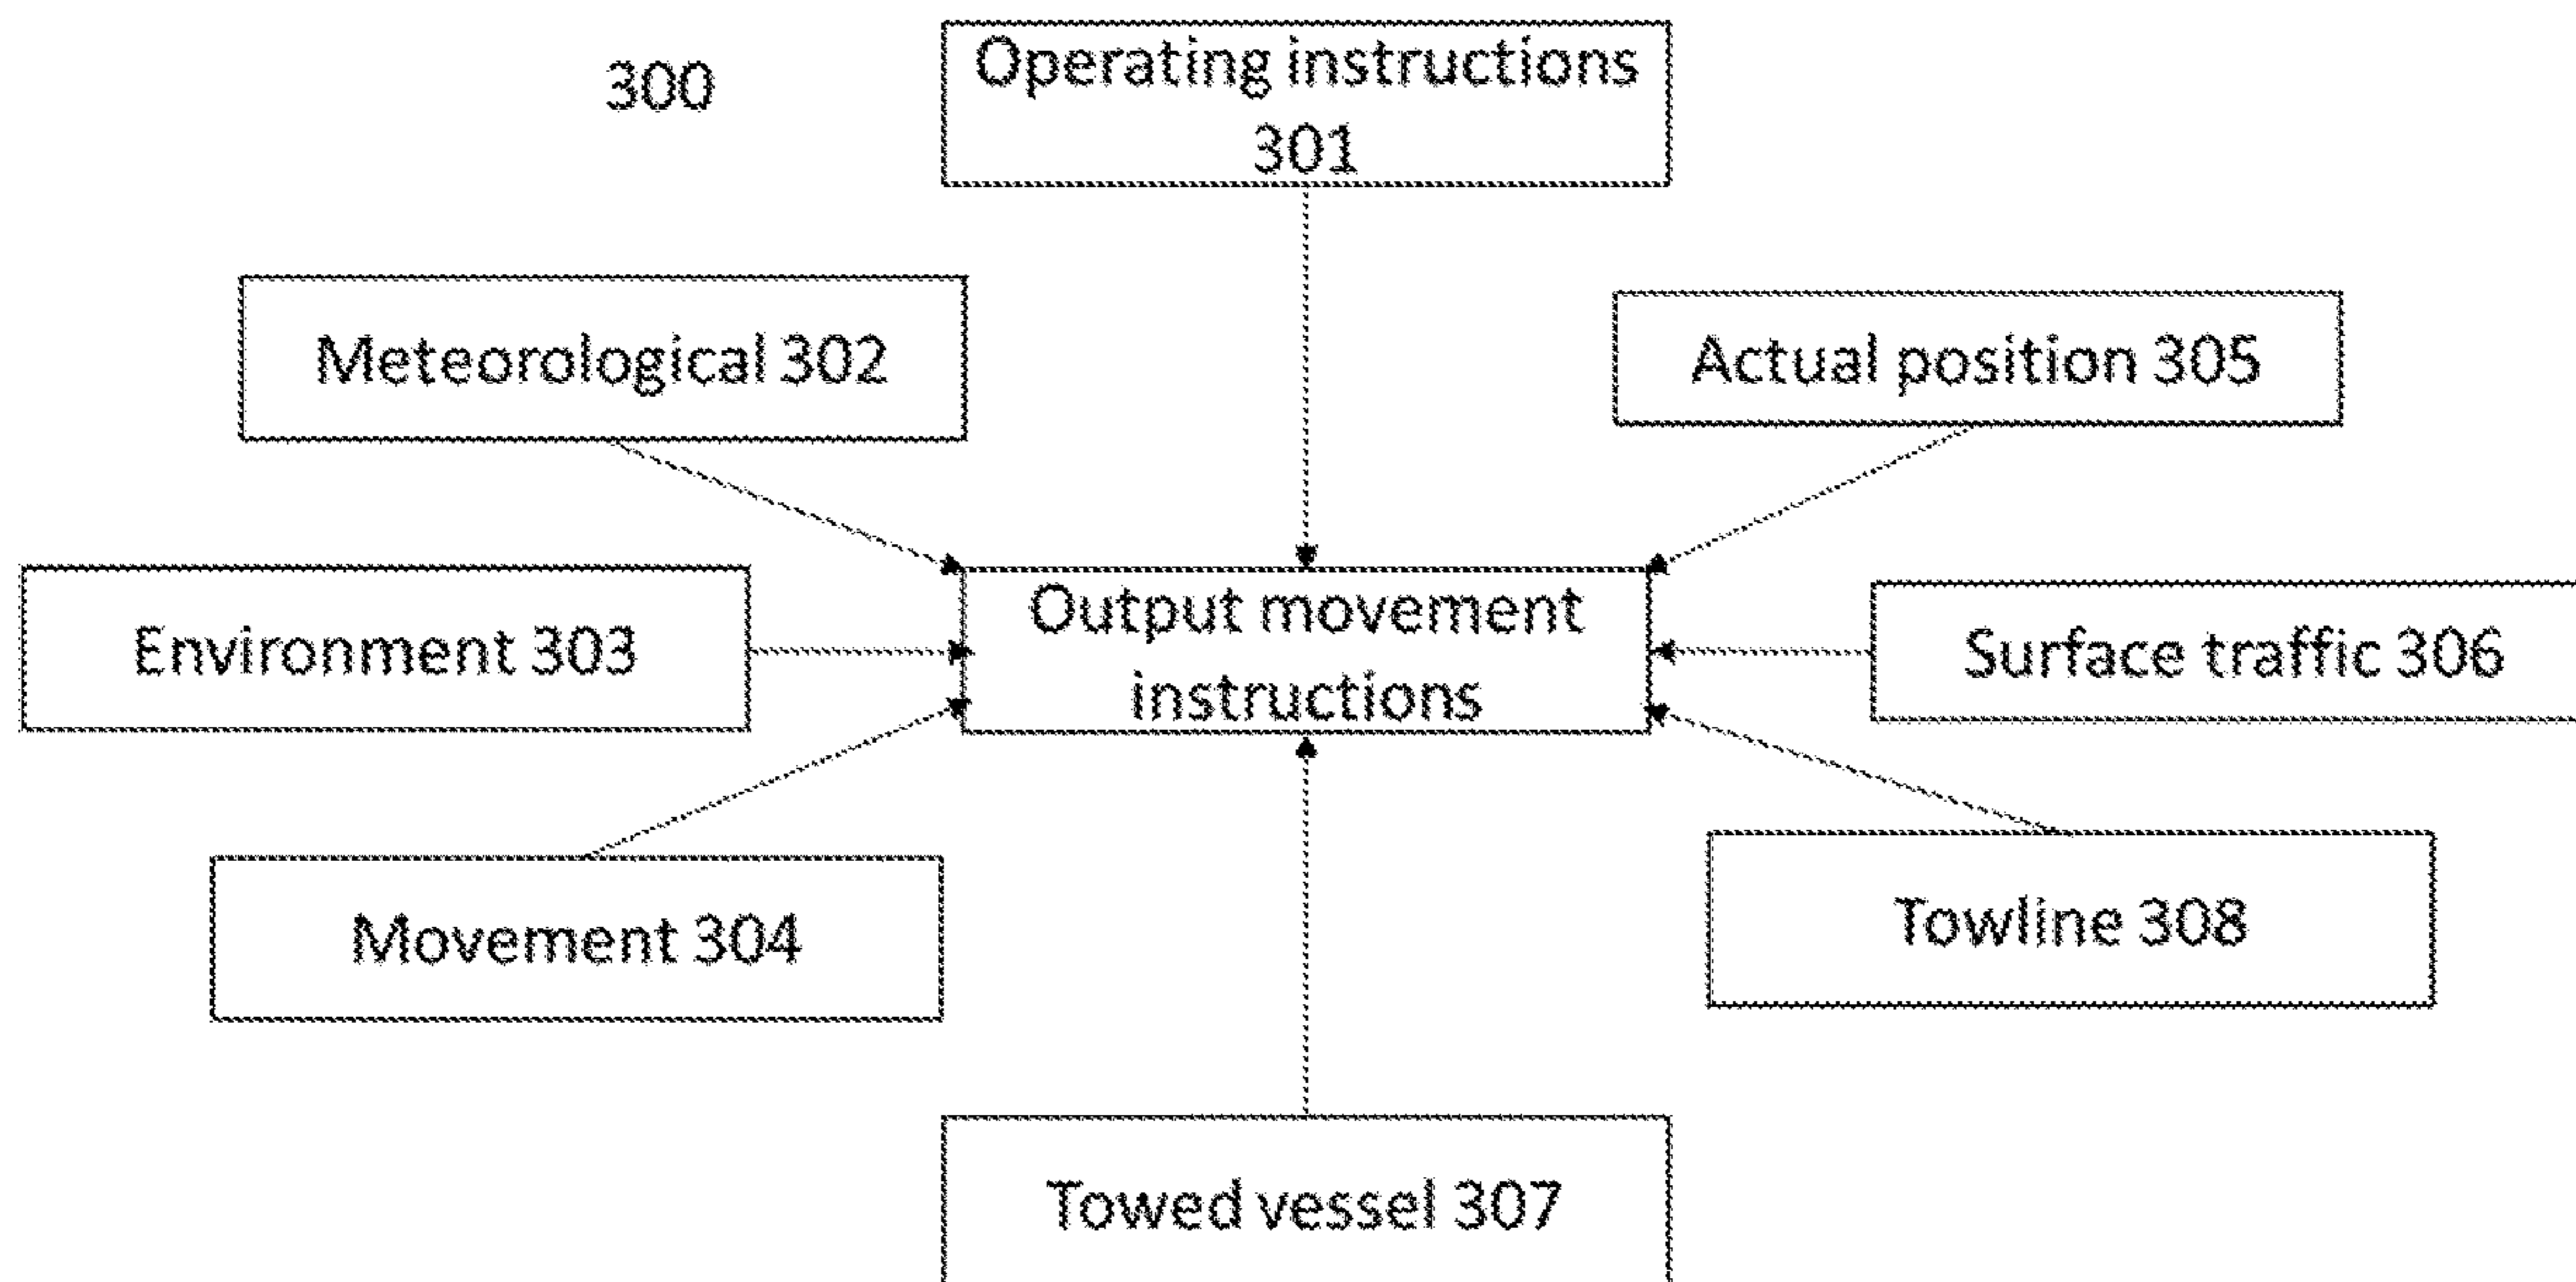 300
Operating instructions
301
Meteorological 302
Actual position 305
Environment 303
Output movement
instructions
Surface traffic 306
Movement 304
Towline 308
Towed vessel 307